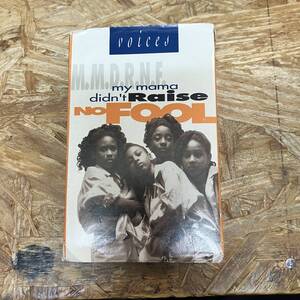 voices
M.M.D.R.N.F.
my mama
didn't Raise
NO FOOL